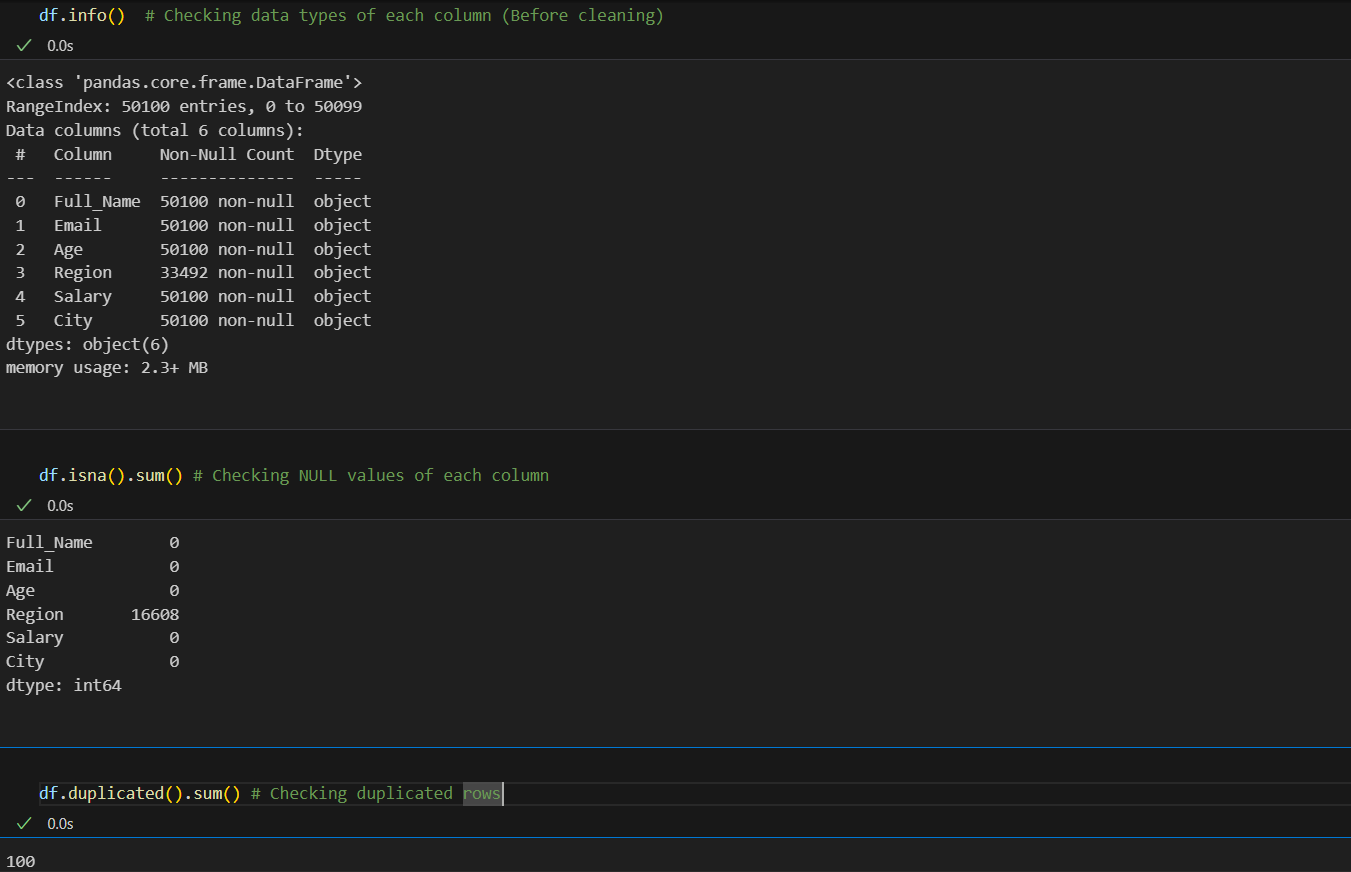 df.info()  # Checking data types of each column (Before cleaning)
0.0s
<class 'pandas.core.frame.DataFrame'>
RangeIndex: 50100 entries, 0 to 50099
Data columns (total 6 columns):
 #   Column     Non-Null Count  Dtype
---  ------     --------------  -----
 0   Full_Name  50100 non-null  object
 1   Email      50100 non-null  object
 2   Age        50100 non-null  object
 3   Region     33492 non-null  object
 4   Salary     50100 non-null  object
 5   City       50100 non-null  object
dtypes: object(6)
memory usage: 2.3+ MB
df.isna().sum() # Checking NULL values of each column
0.0s
Full_Name        0
Email            0
Age              0
Region       16608
Salary           0
City             0
dtype: int64
df.duplicated().sum() # Checking duplicated rows
0.0s
100